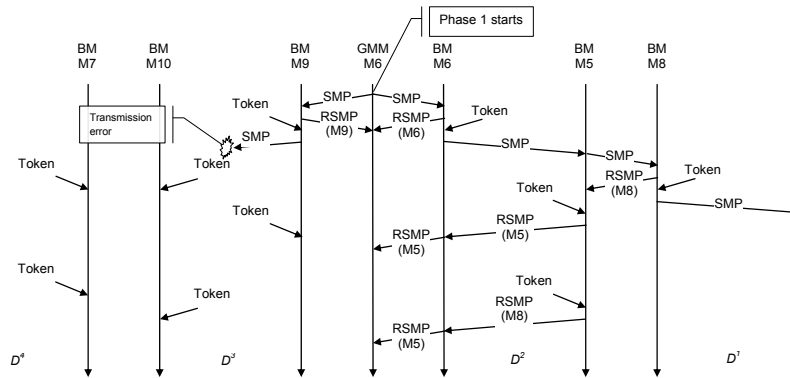 Phase 1 starts
BM
M7
BM
M10
BM
M9
GMM
M6
BM
M6
BM
M5
BM
M8
SMP
SMP
Token
RSMP
(M9)
RSMP
(M6)
Token
Transmission
error
SMP
SMP
SMP
Token
Token
RSMP
(M8)
Token
Token
SMP
Token
RSMP
(M5)
RSMP
(M5)
Token
Token
Token
RSMP
(M8)
RSMP
(M5)
D4
D3
D2
D1